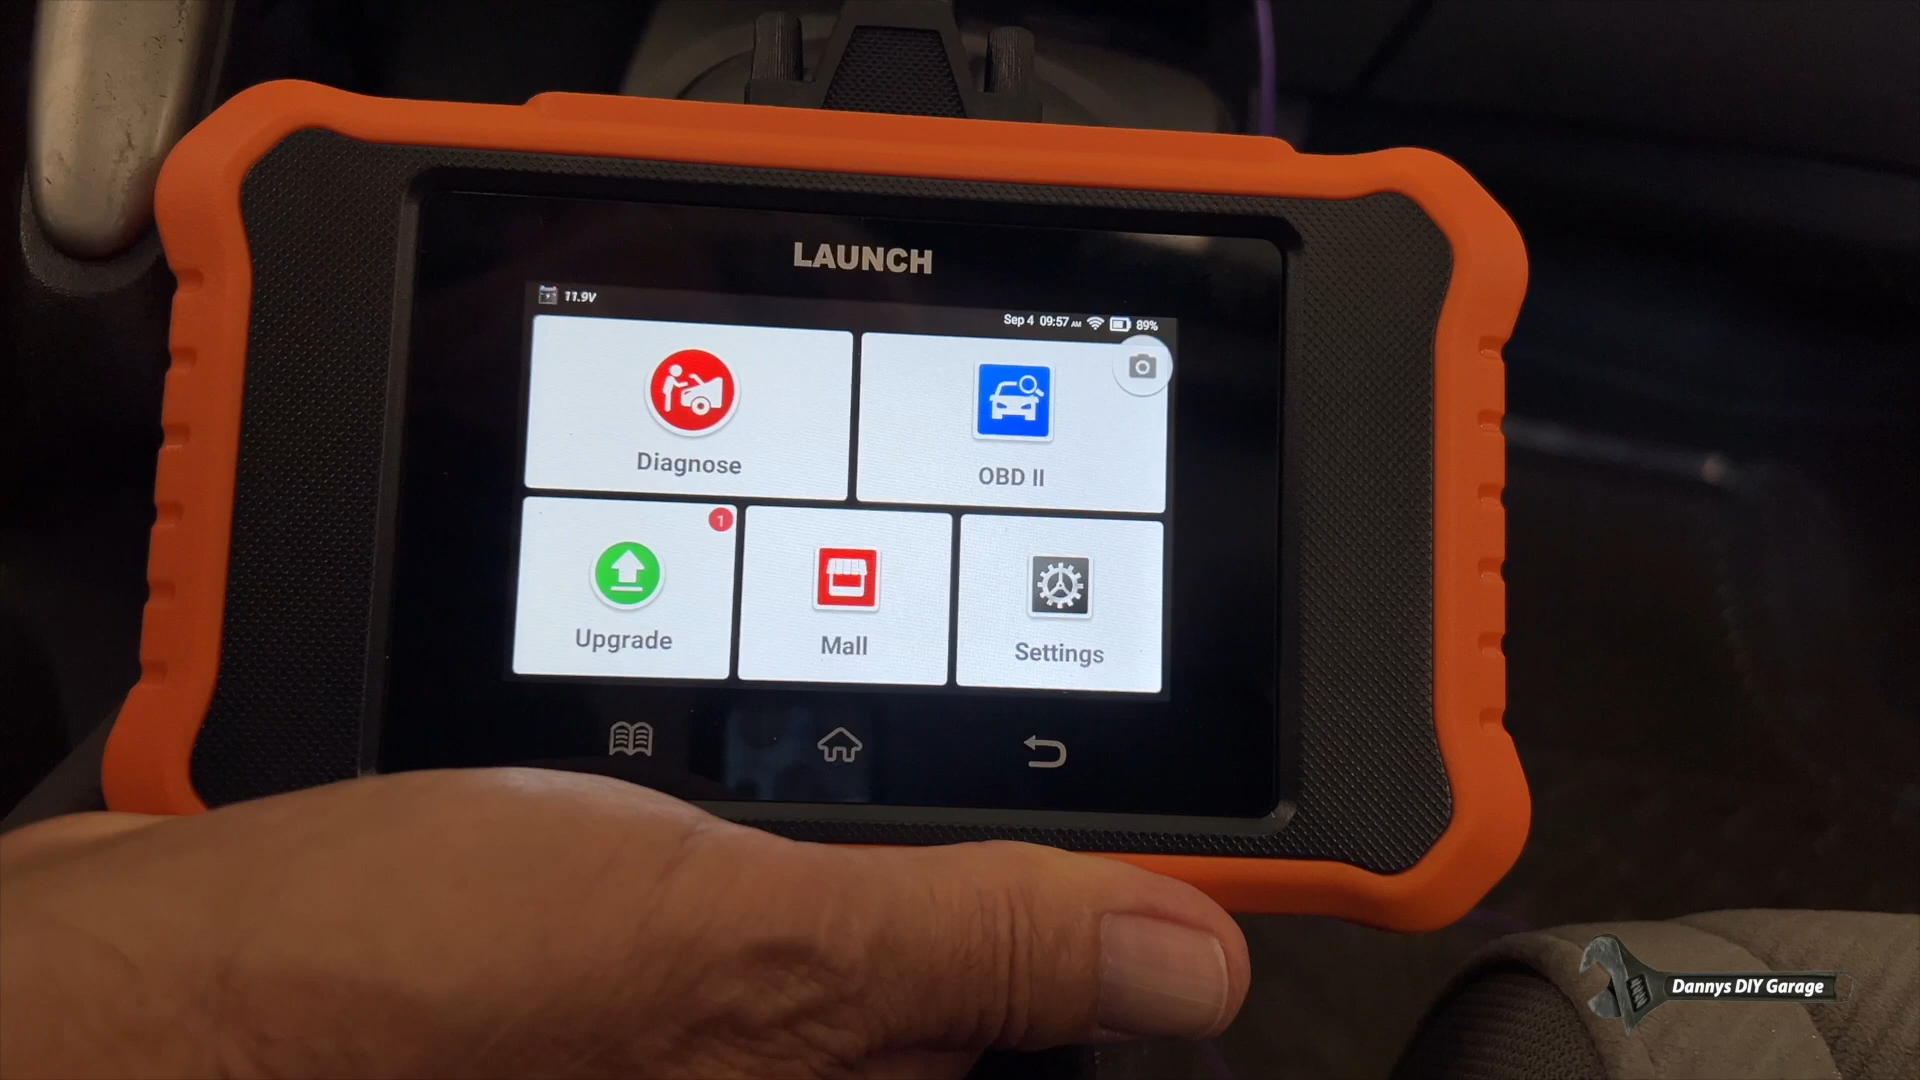 LAUNCH
11.9V
Sep 4 09:57 AM 89%
Diagnose
OBD II
1
Upgrade
Mall
Settings
Dannys DIY Garage